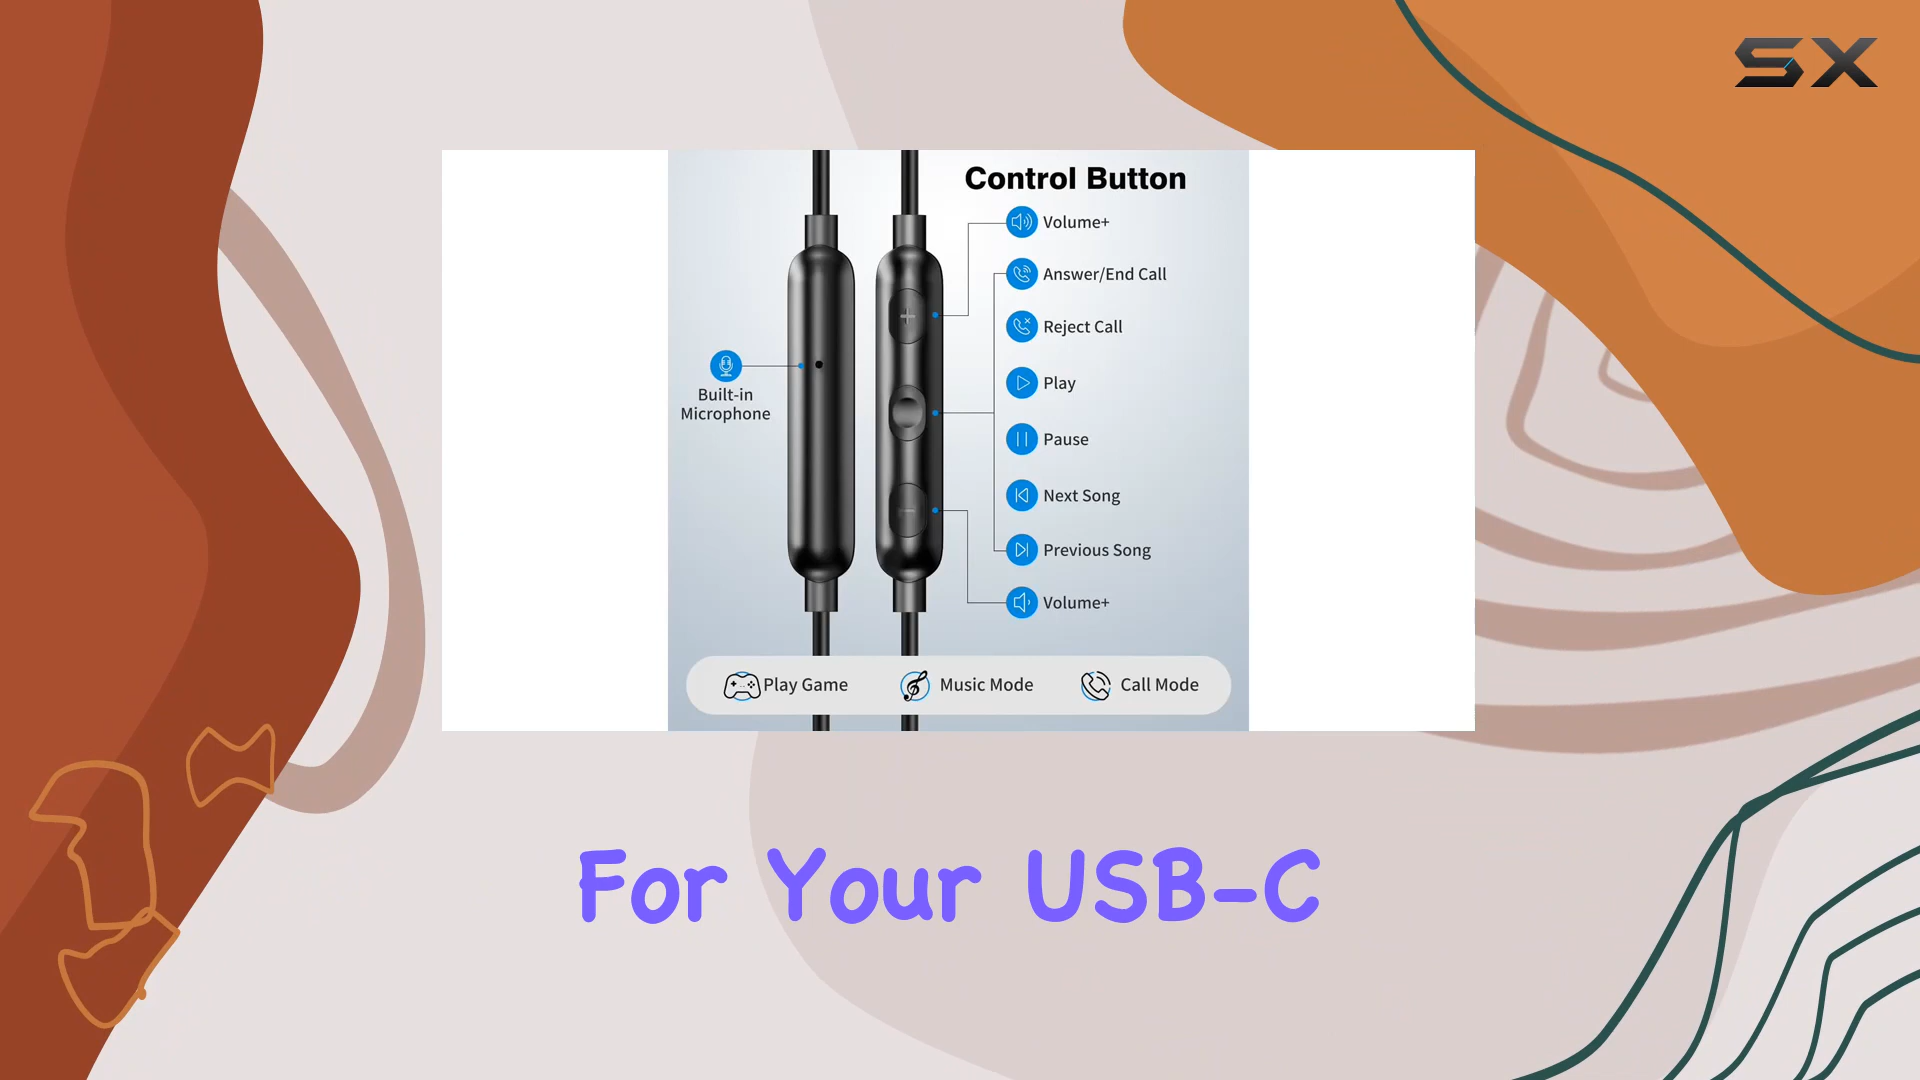 SX
Control Button
Volume+
Answer/End Call
Reject Call
Play
Built-in
Microphone
Pause
Next Song
Previous Song
Volume+
Play Game
Music Mode
Call Mode
For Your USB-C